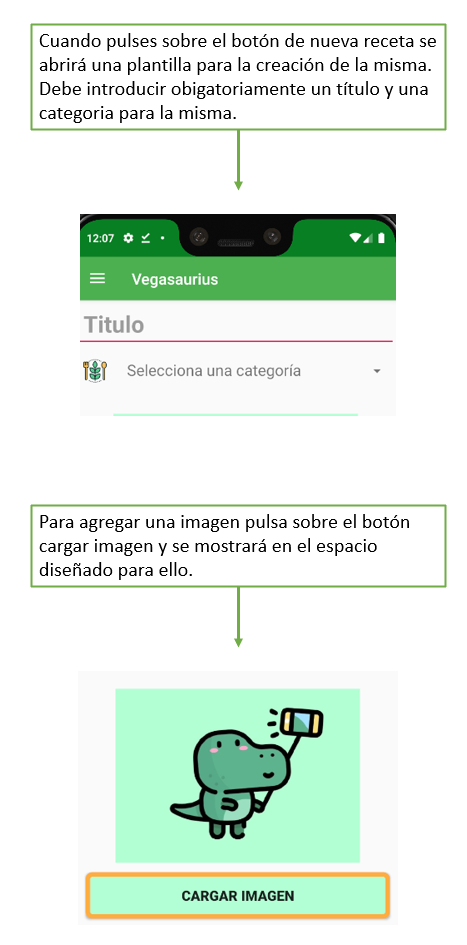 Cuando pulses sobre el botón de nueva receta se
abrirá una plantilla para la creación de la misma.
Debe introducir obigatoriamente un título y una
categoria para la misma.
12:07
Vegasaurius
Titulo
Selecciona una categoría
Para agregar una imagen pulsa sobre el botón
cargar imagen y se mostrará en el espacio
diseñado para ello.
CARGAR IMAGEN